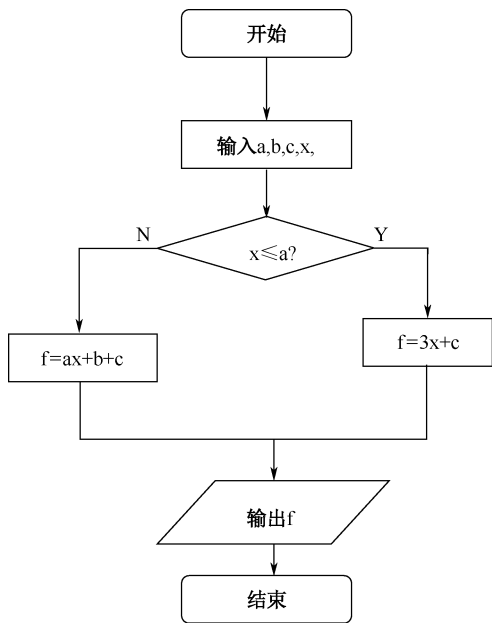 开始
输入a,b,c,x,
N
Y
x≤a?
f=ax+b+c
f=3x+c
输出f
结束